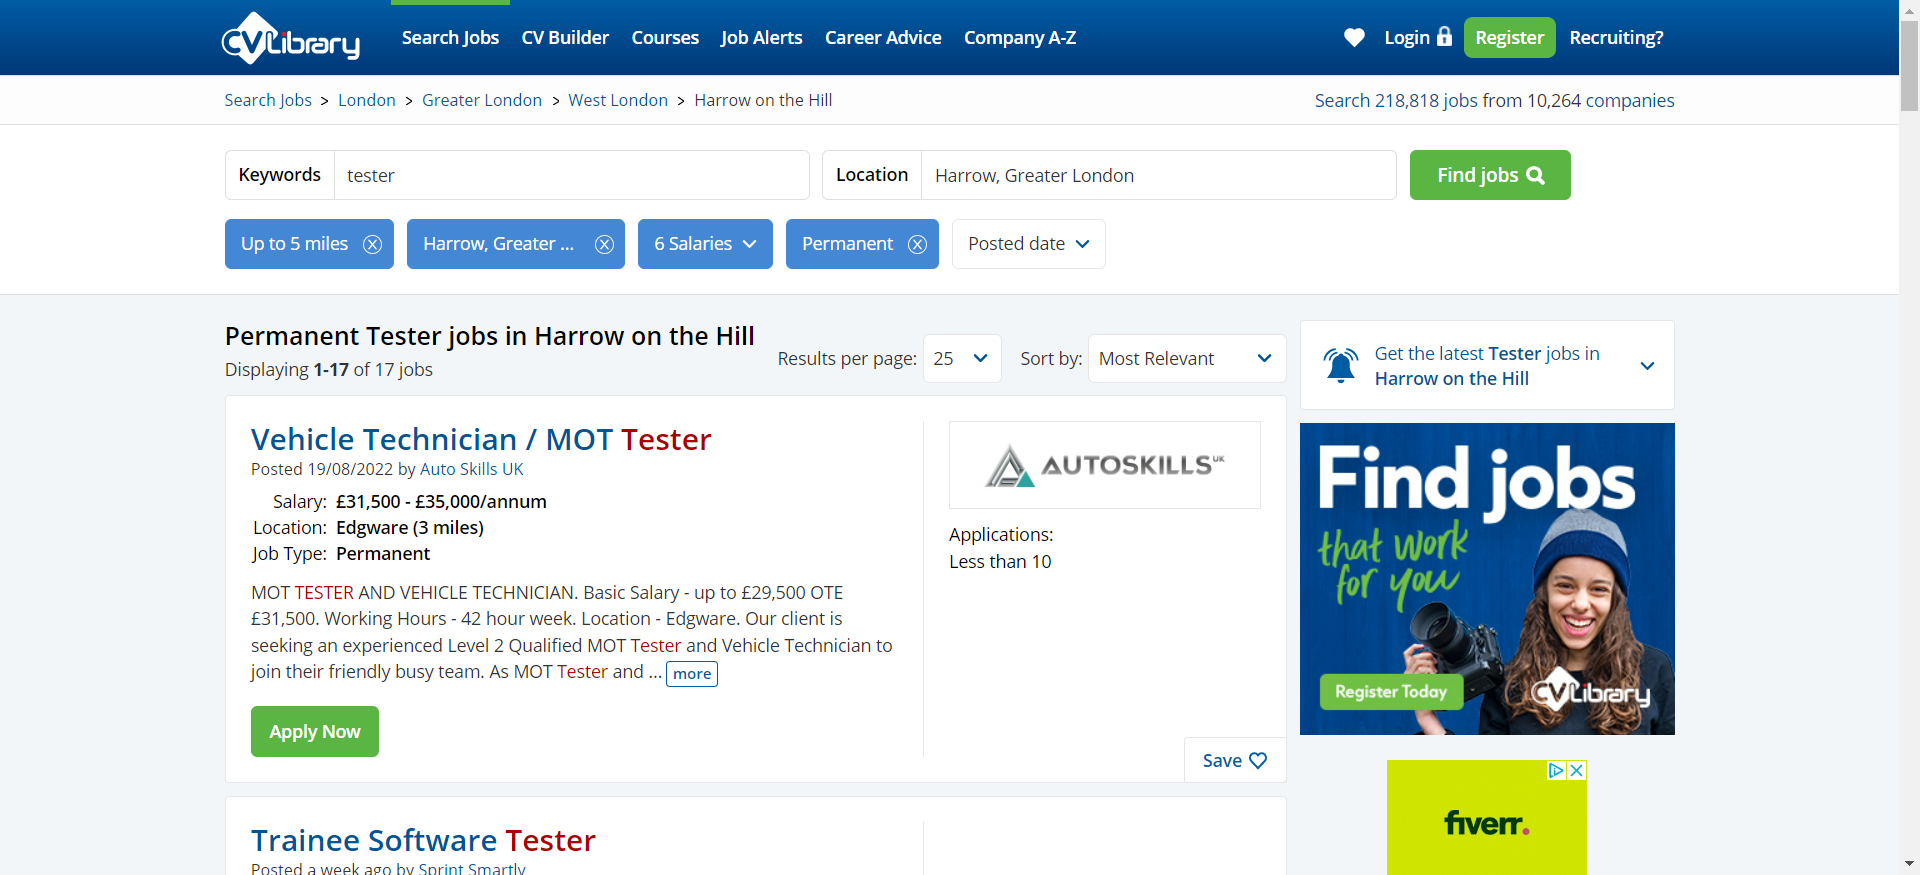 CVLibrary
Search Jobs
CV Builder
Courses
Job Alerts
Career Advice
Company A-Z
Login
Register
Recruiting?
Search Jobs > London > Greater London > West London > Harrow on the Hill
Search 218,818 jobs from 10,264 companies
Keywords
tester
Location
Harrow, Greater London
Find jobs
Up to 5 miles
Harrow, Greater ...
6 Salaries
Permanent
Posted date
Permanent Tester jobs in Harrow on the Hill
Displaying 1-17 of 17 jobs
Results per page:
25
Sort by:
Most Relevant
Vehicle Technician / MOT Tester
Posted 19/08/2022 by Auto Skills UK
Salary: £31,500 - £35,000/annum
Location: Edgware (3 miles)
Job Type: Permanent
MOT TESTER AND VEHICLE TECHNICIAN. Basic Salary - up to £29,500 OTE
£31,500. Working Hours - 42 hour week. Location - Edgware. Our client is
seeking an experienced Level 2 Qualified MOT Tester and Vehicle Technician to
join their friendly busy team. As MOT Tester and ... more
Apply Now
AUTOSKILLS UK
Applications:
Less than 10
Save
Trainee Software Tester
Posted a week ago by Sprint Smartly
Get the latest Tester jobs in
Harrow on the Hill
Find jobs
that work
for you
Register Today
CVLibrary
fiverr.